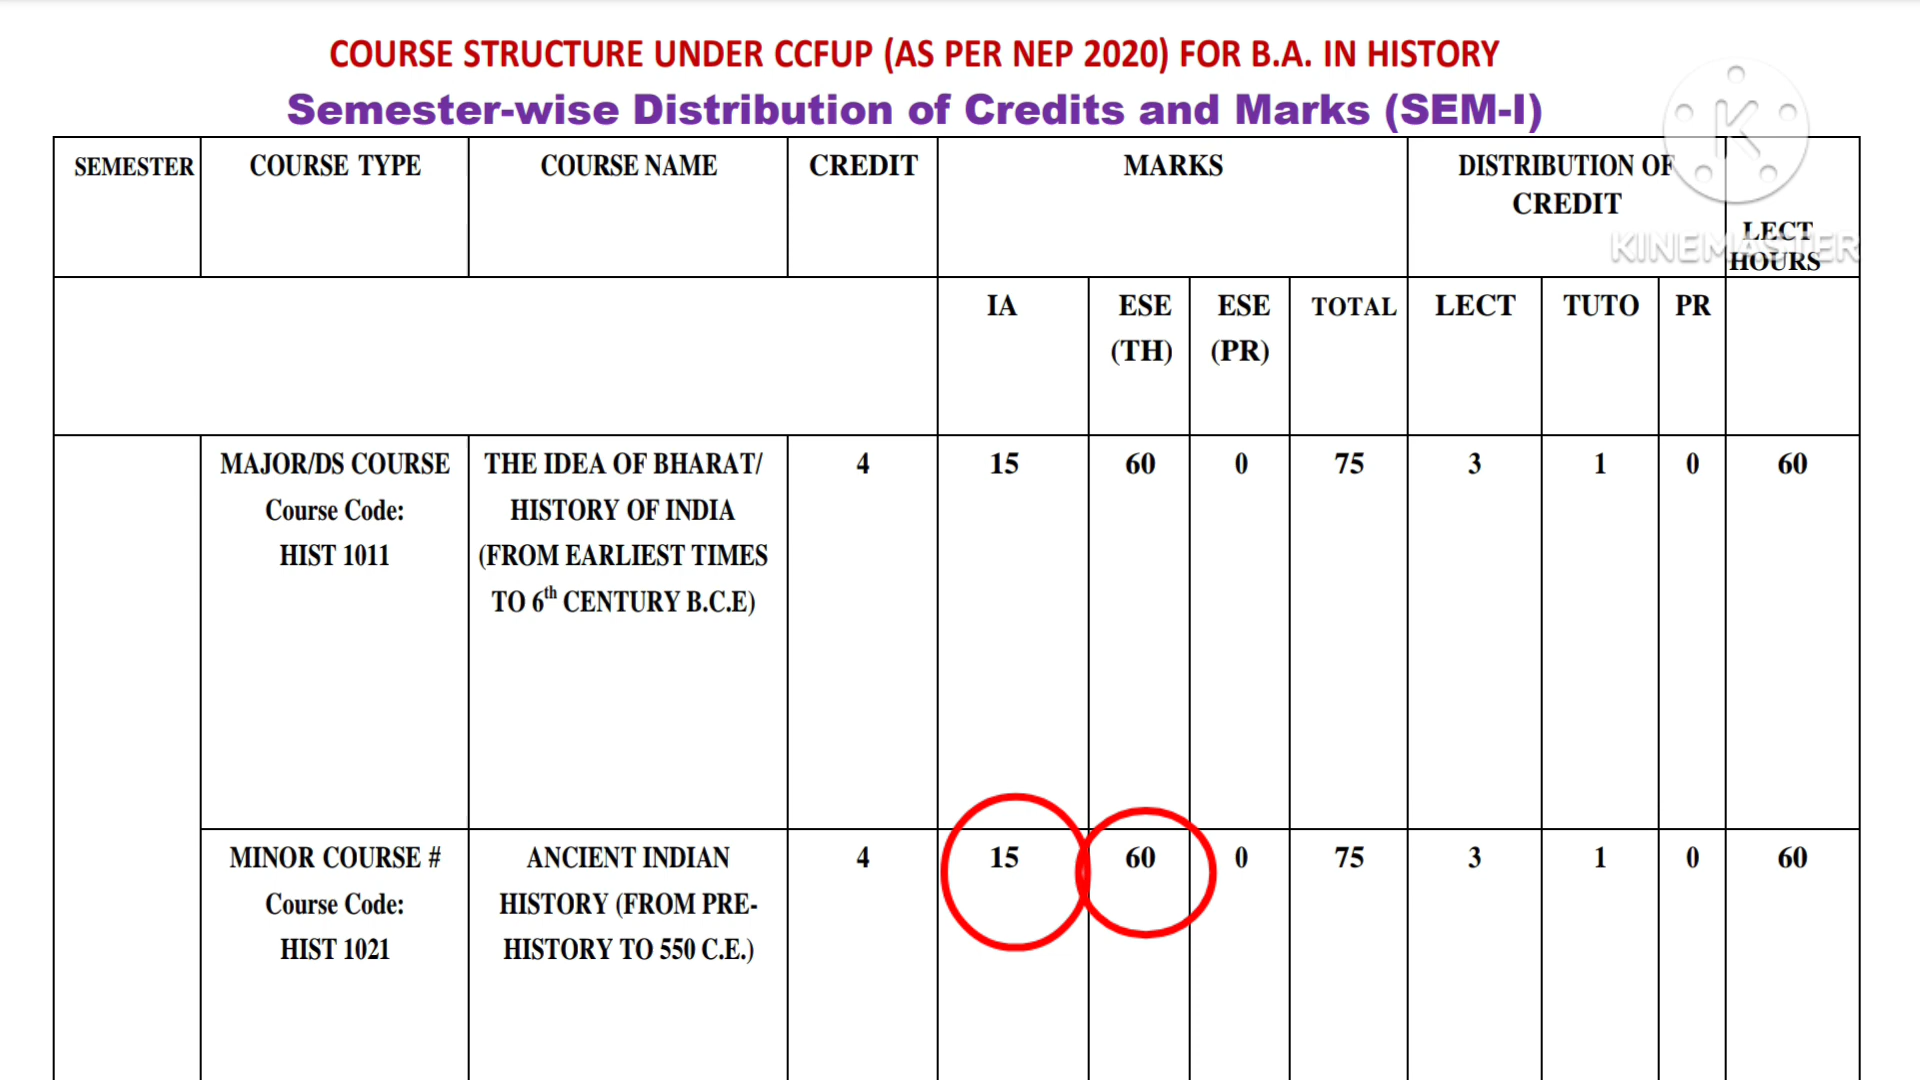 COURSE STRUCTURE UNDER CCFUP (AS PER NEP 2020) FOR B.A. IN HISTORY
Semester-wise Distribution of Credits and Marks (SEM-I)
SEMESTER COURSE TYPE COURSE NAME CREDIT MARKS DISTRIBUTION OF
CREDIT
LECT
HOURS
KINEMASTER
IA ESE ESE TOTAL LECT TUTO PR
(TH) (PR)
MAJOR/DS COURSE THE IDEA OF BHARAT/ 4 15 60 0 75 3 1 0 60
Course Code: HISTORY OF INDIA
HIST 1011 (FROM EARLIEST TIMES
TO 6th CENTURY B.C.E)
MINOR COURSE # ANCIENT INDIAN 4 15 60 0 75 3 1 0 60
Course Code: HISTORY (FROM PRE-
HIST 1021 HISTORY TO 550 C.E.)